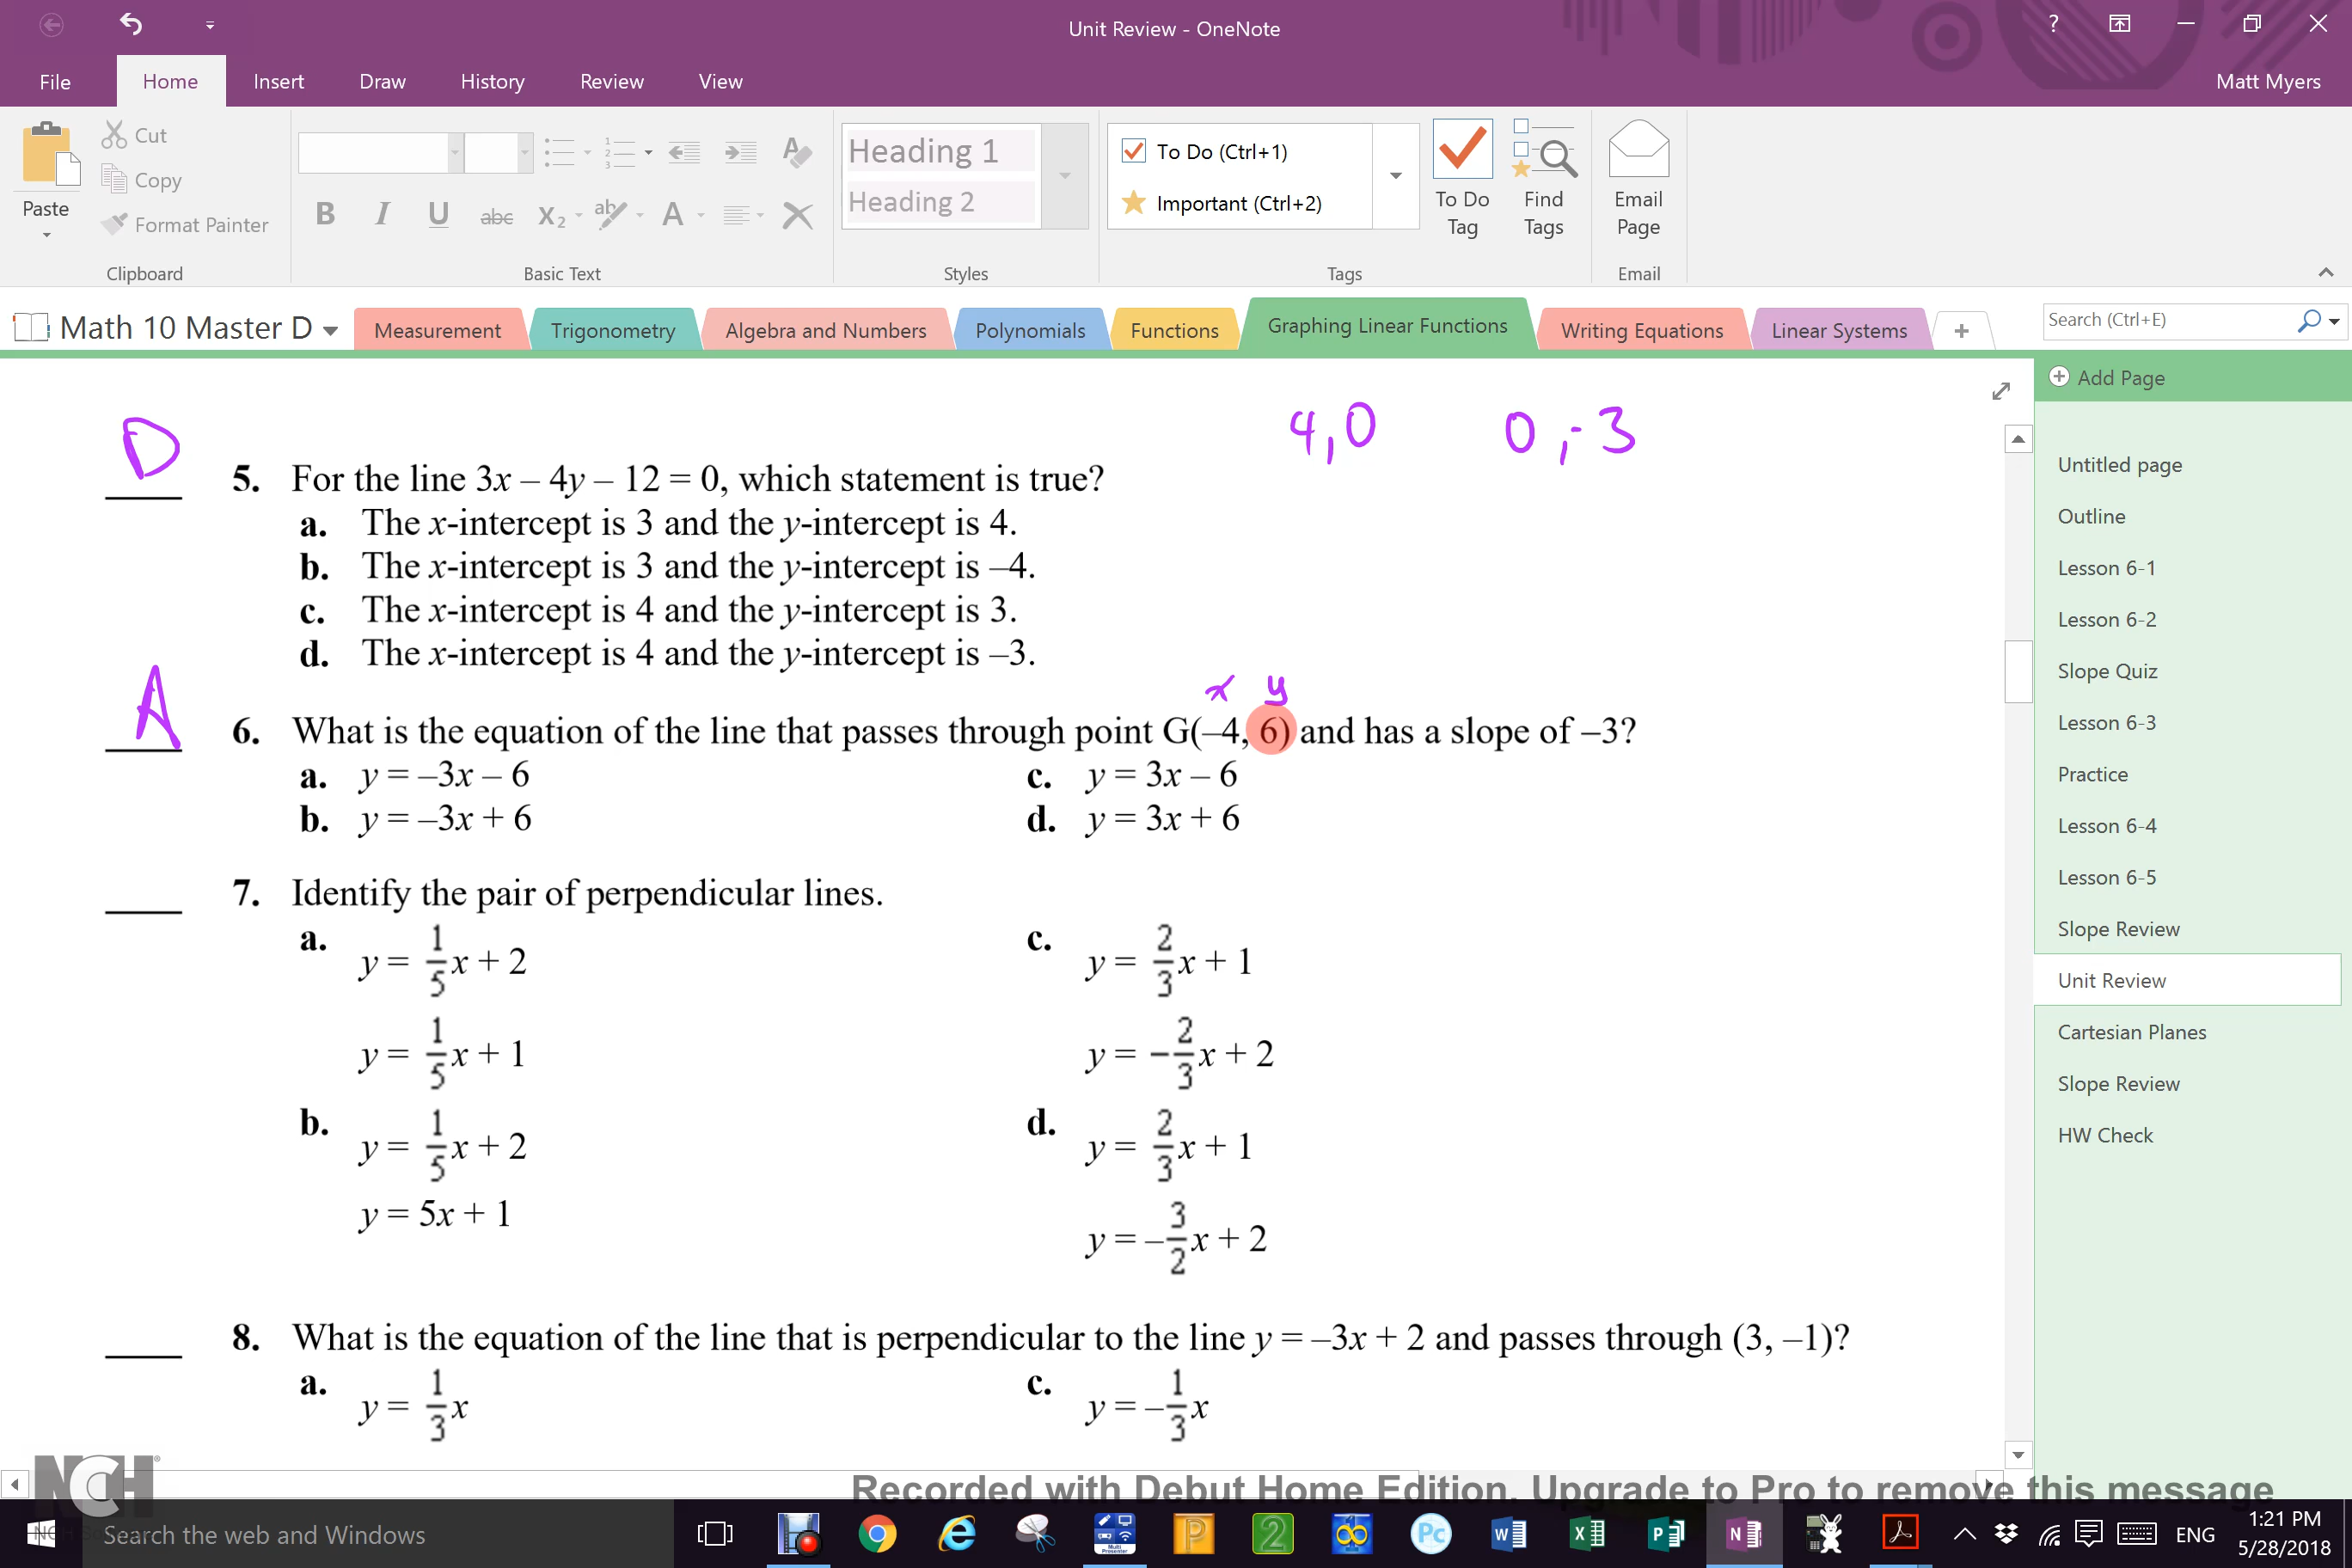 Unit Review - OneNote
?
File Home Insert Draw History Review View Matt Myers
Paste
Cut
Copy
Format Painter
Clipboard
B I U abc X₂ ab A
Basic Text
Heading 1
Heading 2
Styles
To Do (Ctrl+1)
Important (Ctrl+2)
Tags
To Do Tag
Find Tags
Email Page
Email
Math 10 Master D
Measurement Trigonometry Algebra and Numbers Polynomials Functions Graphing Linear Functions Writing Equations Linear Systems +
Search (Ctrl+E)
4,0 0,-3
D
5. For the line 3x – 4y – 12 = 0, which statement is true?
a. The x-intercept is 3 and the y-intercept is 4.
b. The x-intercept is 3 and the y-intercept is –4.
c. The x-intercept is 4 and the y-intercept is 3.
d. The x-intercept is 4 and the y-intercept is –3.
x y
A
6. What is the equation of the line that passes through point G(–4, 6) and has a slope of –3?
a. y = –3x – 6 c. y = 3x – 6
b. y = –3x + 6 d. y = 3x + 6
7. Identify the pair of perpendicular lines.
a. y = 1/5 x + 2 c. y = 2/3 x + 1
y = 1/5 x + 1 y = –2/3 x + 2
b. y = 1/5 x + 2 d. y = 2/3 x + 1
y = 5x + 1 y = –3/2 x + 2
8. What is the equation of the line that is perpendicular to the line y = –3x + 2 and passes through (3, –1)?
a. y = 1/3 x c. y = –1/3 x
Add Page
Untitled page
Outline
Lesson 6-1
Lesson 6-2
Slope Quiz
Lesson 6-3
Practice
Lesson 6-4
Lesson 6-5
Slope Review
Unit Review
Cartesian Planes
Slope Review
HW Check
NCH
Recorded with Debut Home Edition. Upgrade to Pro to remove this message
Search the web and Windows
ENG
1:21 PM
5/28/2018